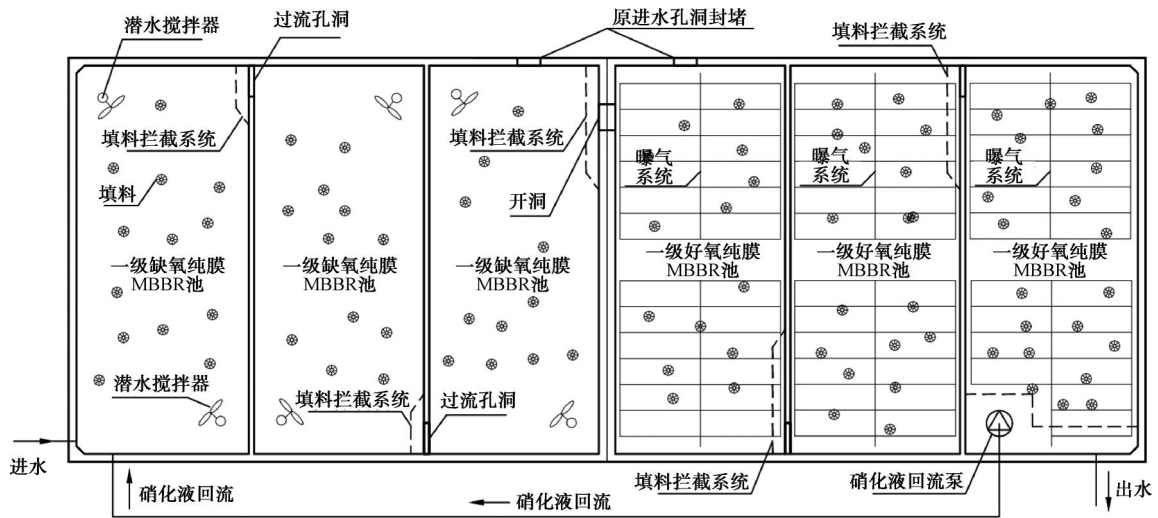 潜水搅拌器
过流孔洞
原进水孔洞封堵
填料拦截系统
填料拦截系统
填料拦截系统
填料
开洞
曝气
系统
曝气
系统
曝气
系统
一级缺氧纯膜
MBBR池
一级缺氧纯膜
MBBR池
一级缺氧纯膜
MBBR池
一级好氧纯膜
MBBR池
一级好氧纯膜
MBBR池
一级好氧纯膜
MBBR池
潜水搅拌器
填料拦截系统
过流孔洞
进水
填料拦截系统
硝化液回流泵
出水
硝化液回流
硝化液回流